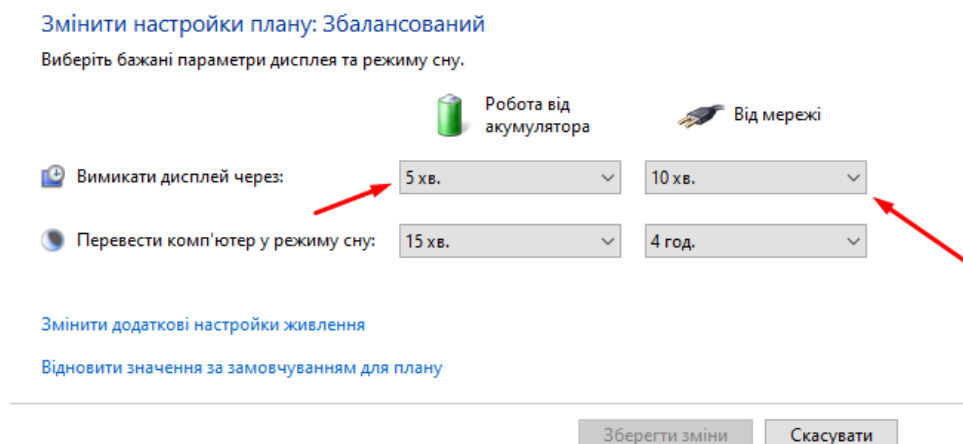 Змінити настройки плану: Збалансований
Виберіть бажані параметри дисплея та режиму сну.
Робота від
акумулятора
Від мережі
Вимикати дисплей через:
5 хв.
10 хв.
Перевести комп'ютер у режиму сну:
15 хв.
4 год.
Змінити додаткові настройки живлення
Відновити значення за замовчуванням для плану
Зберегти зміни
Скасувати